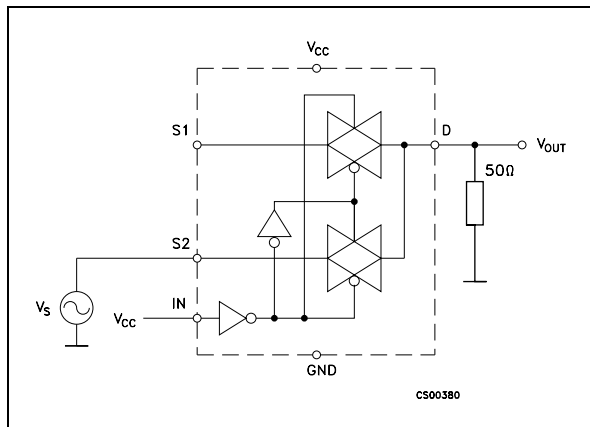 VCC
S1
D
VOUT
50Ω
S2
VS
IN
VCC
GND
CS00380